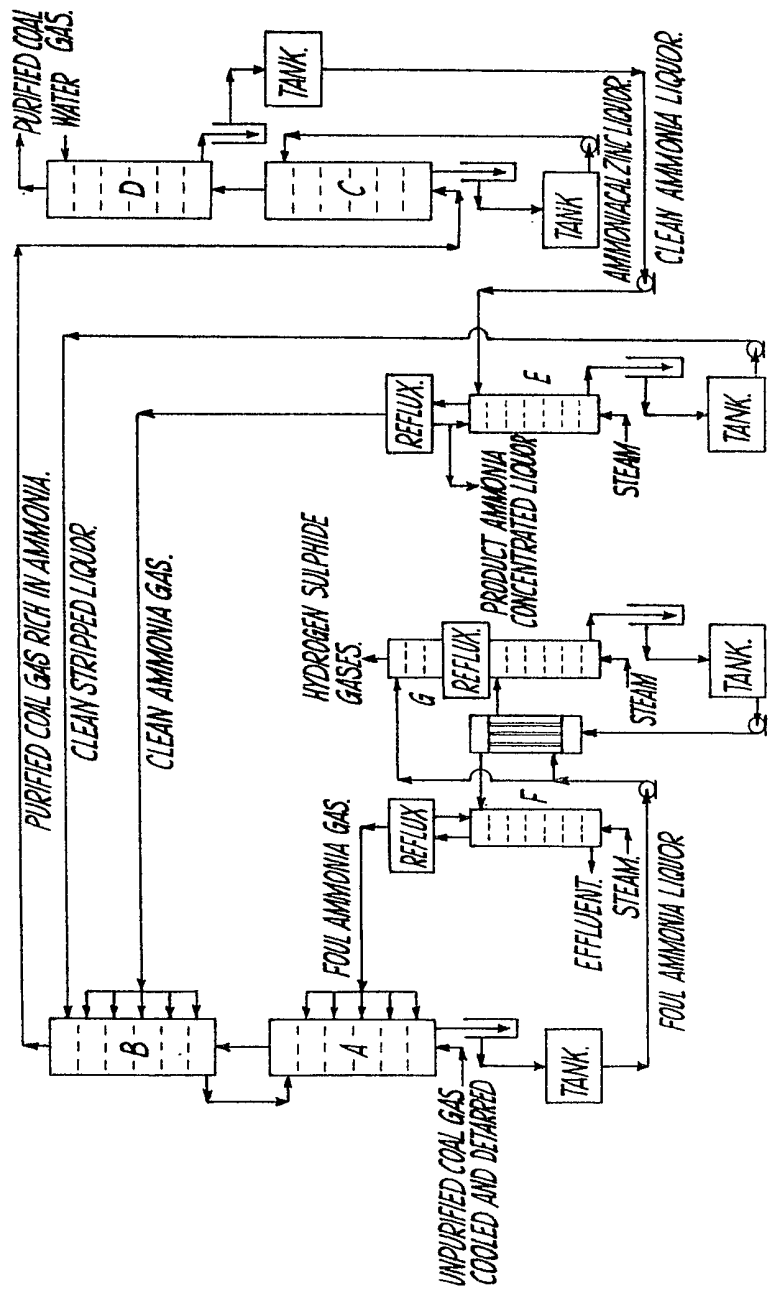 PURIFIED COAL GAS RICH IN AMMONIA.
CLEAN STRIPPED LIQUOR.
CLEAN AMMONIA GAS.
B
FOUL AMMONIA GAS.
A
UNPURIFIED COAL GAS
COOLED AND DETARRED
TANK.
FOUL AMMONIA LIQUOR
REFLUX
F
EFFLUENT.
STEAM.
HYDROGEN SULPHIDE
GASES.
G
REFLUX.
STEAM
TANK.
REFLUX.
PRODUCT AMMONIA
CONCENTRATED LIQUOR
E
STEAM
TANK.
PURIFIED COAL
GAS.
WATER
D
TANK.
C
TANK
AMMONIACAL ZINC LIQUOR.
CLEAN AMMONIA LIQUOR.